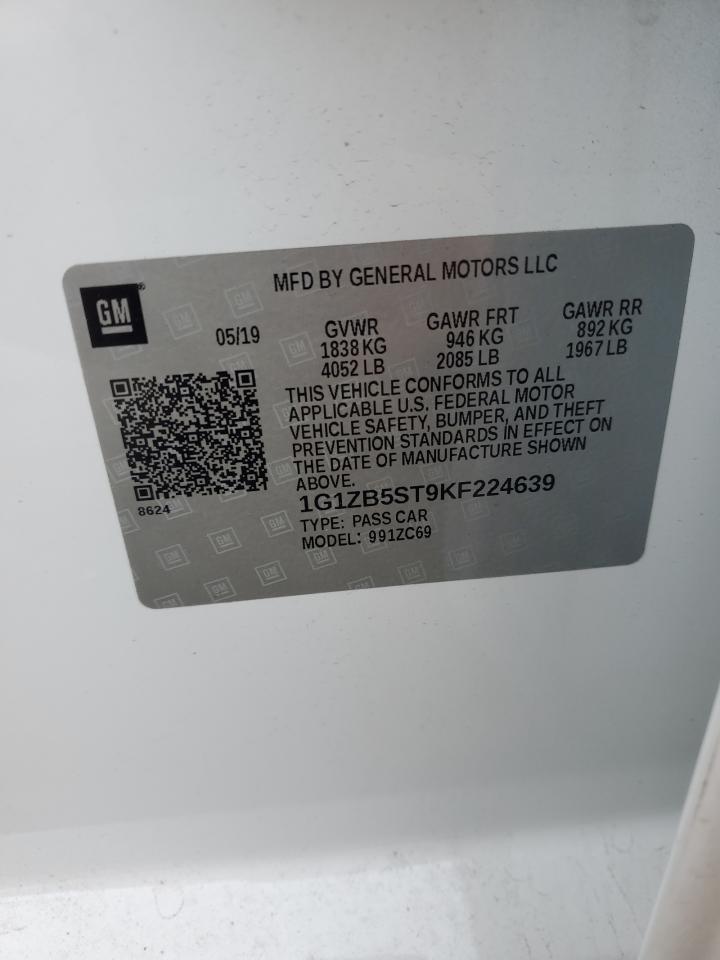 MFD BY GENERAL MOTORS LLC
GM®
05/19
GVWR
1838 KG
4052 LB
GAWR FRT
946 KG
2085 LB
GAWR RR
892 KG
1967 LB
THIS VEHICLE CONFORMS TO ALL
APPLICABLE U.S. FEDERAL MOTOR
VEHICLE SAFETY, BUMPER, AND THEFT
PREVENTION STANDARDS IN EFFECT ON
THE DATE OF MANUFACTURE SHOWN
ABOVE.
8624
1G1ZB5ST9KF224639
TYPE: PASS CAR
MODEL: 991ZC69